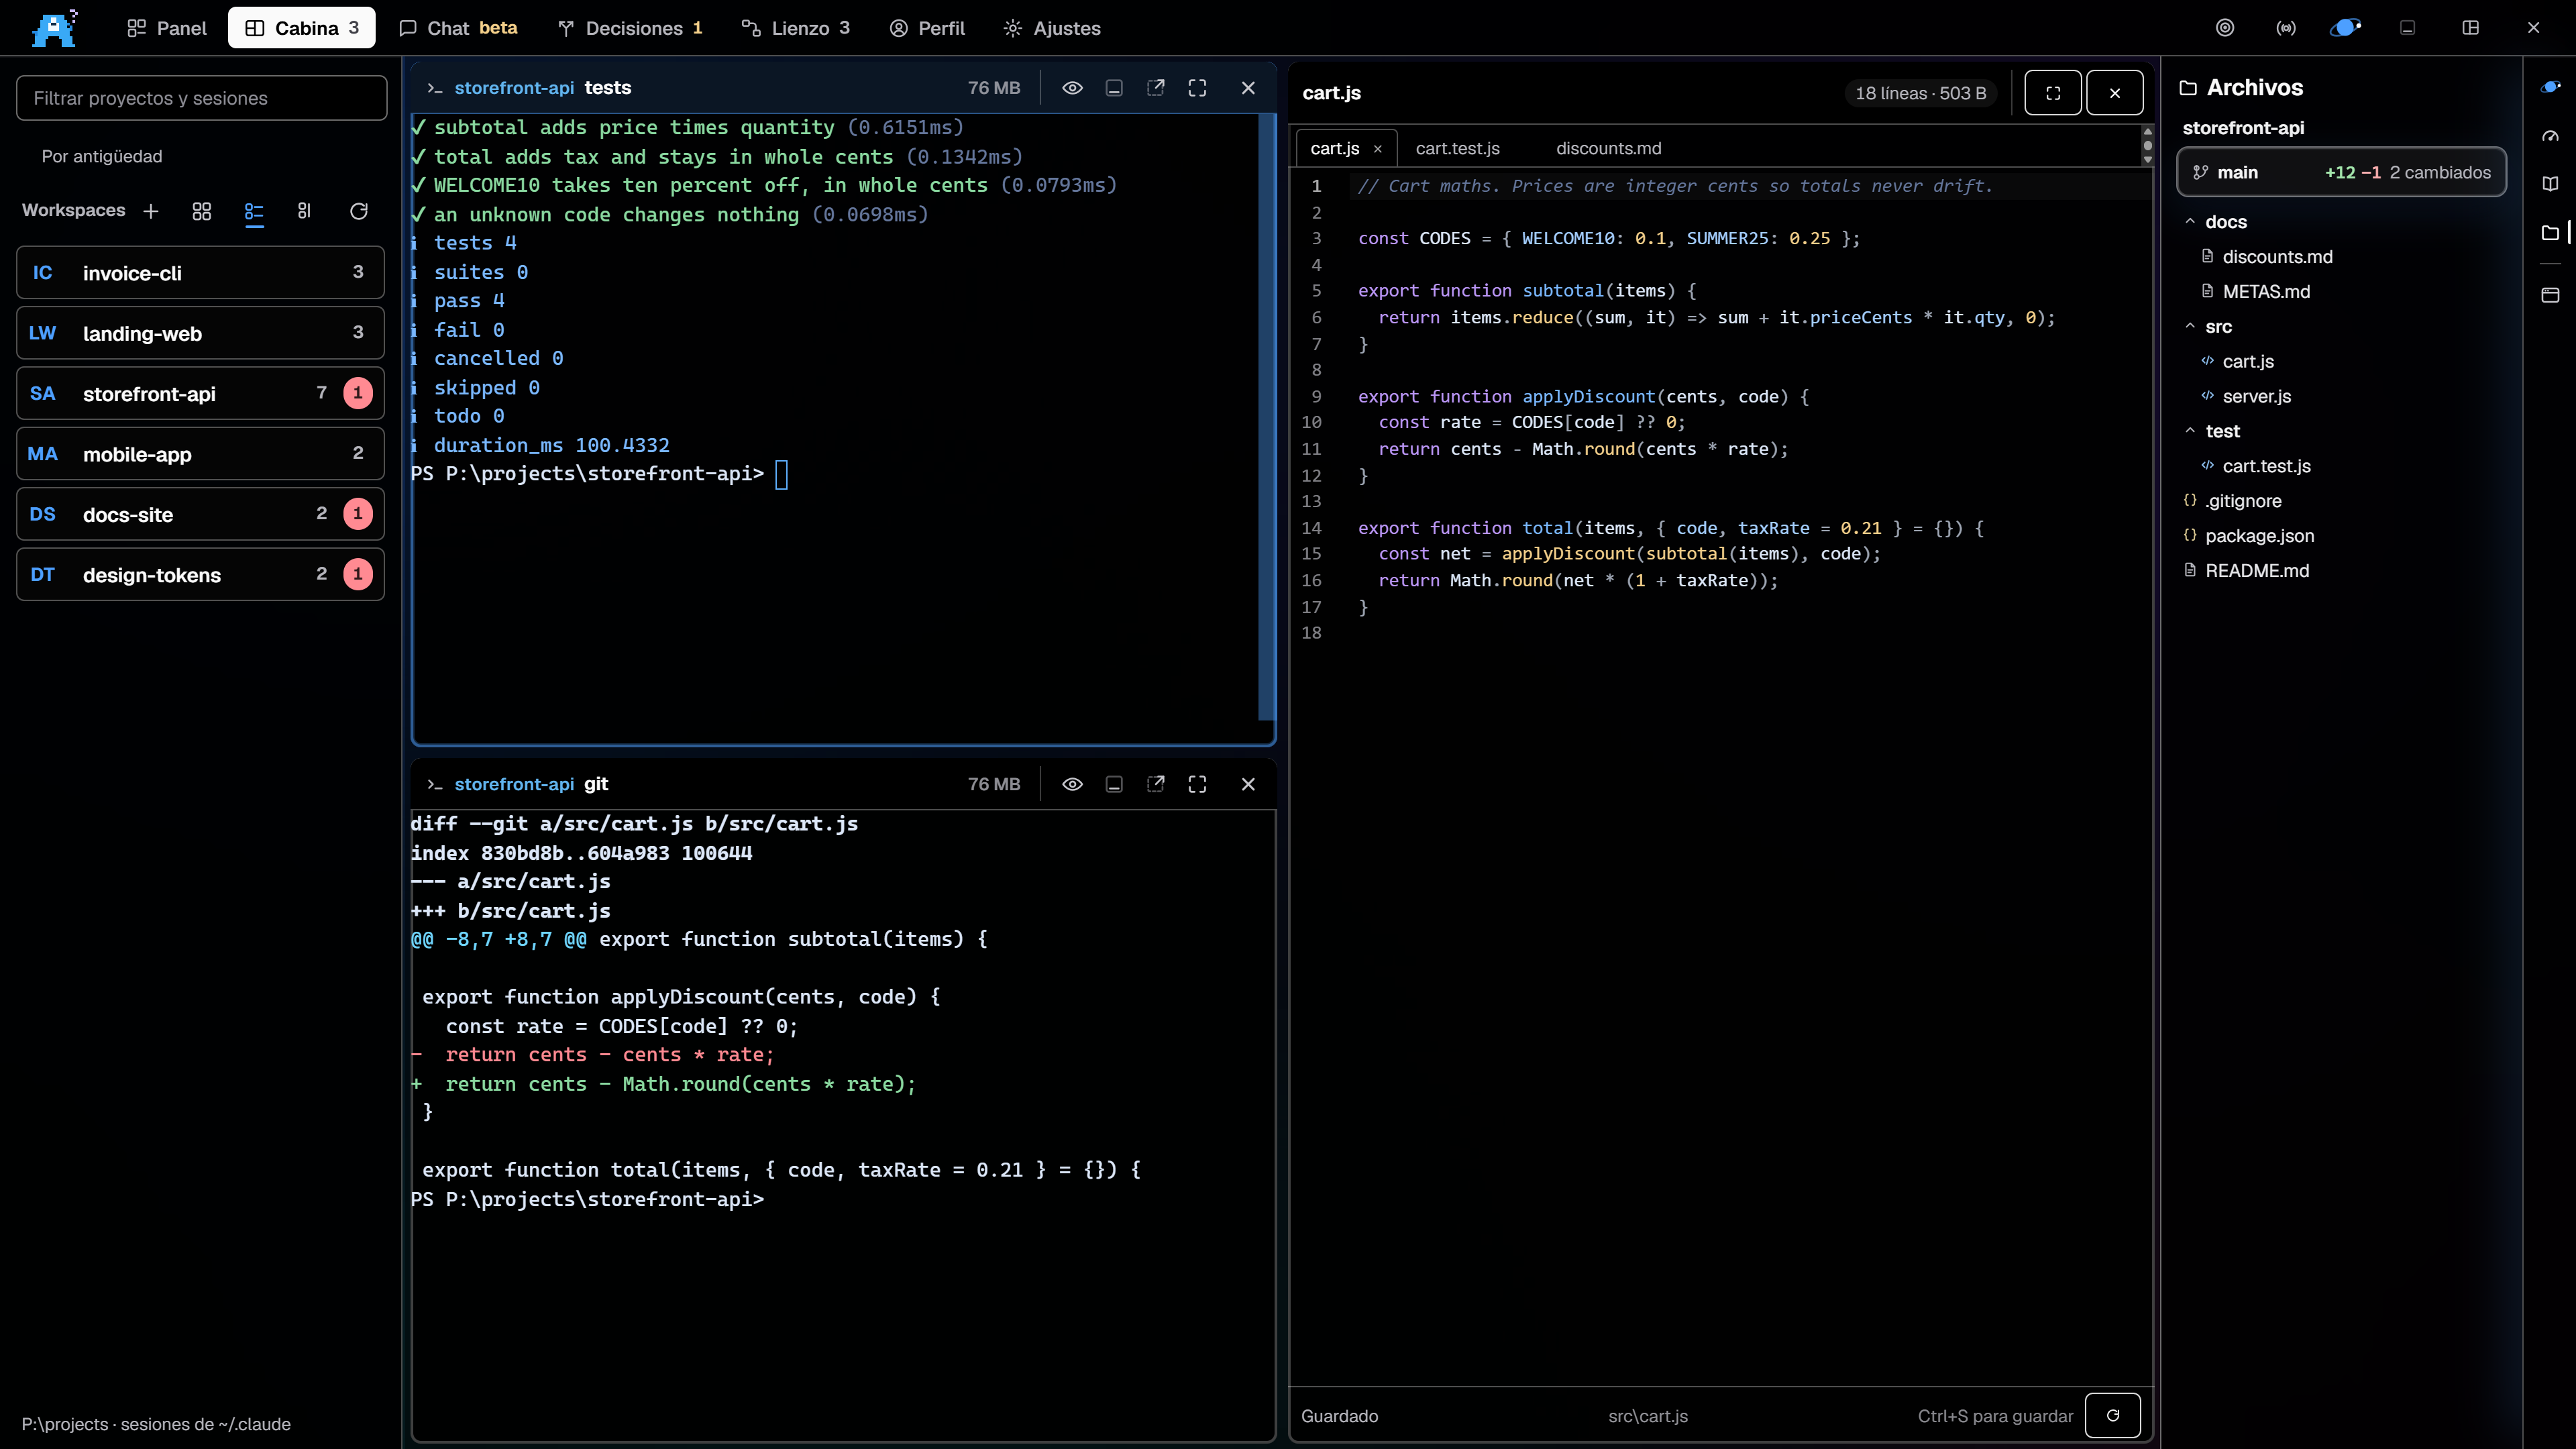 Panel
Cabina 3
Chat beta
Decisiones 1
Lienzo 3
Perfil
Ajustes
Filtrar proyectos y sesiones
Por antigüedad
Workspaces
IC invoice-cli 3
LW landing-web 3
SA storefront-api 7 1
MA mobile-app 2
DS docs-site 2 1
DT design-tokens 2 1
P:\projects · sesiones de ~/.claude
storefront-api tests 76 MB
✓ subtotal adds price times quantity (0.6151ms)
✓ total adds tax and stays in whole cents (0.1342ms)
✓ WELCOME10 takes ten percent off, in whole cents (0.0793ms)
✓ an unknown code changes nothing (0.0698ms)
ℹ tests 4
ℹ suites 0
ℹ pass 4
ℹ fail 0
ℹ cancelled 0
ℹ skipped 0
ℹ todo 0
ℹ duration_ms 100.4332
PS P:\projects\storefront-api>
storefront-api git 76 MB
diff --git a/src/cart.js b/src/cart.js
index 830bd8b..604a983 100644
--- a/src/cart.js
+++ b/src/cart.js
@@ -8,7 +8,7 @@ export function subtotal(items) {
export function applyDiscount(cents, code) {
const rate = CODES[code] ?? 0;
- return cents - cents * rate;
+ return cents - Math.round(cents * rate);
}
export function total(items, { code, taxRate = 0.21 } = {}) {
PS P:\projects\storefront-api>
cart.js 18 líneas · 503 B
cart.js × cart.test.js discounts.md
1 // Cart maths. Prices are integer cents so totals never drift.
2
3 const CODES = { WELCOME10: 0.1, SUMMER25: 0.25 };
4
5 export function subtotal(items) {
6 return items.reduce((sum, it) => sum + it.priceCents * it.qty, 0);
7 }
8
9 export function applyDiscount(cents, code) {
10 const rate = CODES[code] ?? 0;
11 return cents - Math.round(cents * rate);
12 }
13
14 export function total(items, { code, taxRate = 0.21 } = {}) {
15 const net = applyDiscount(subtotal(items), code);
16 return Math.round(net * (1 + taxRate));
17 }
18
Guardado src\cart.js Ctrl+S para guardar
Archivos
storefront-api
main +12 −1 2 cambiados
docs
discounts.md
METAS.md
src
cart.js
server.js
test
cart.test.js
.gitignore
package.json
README.md